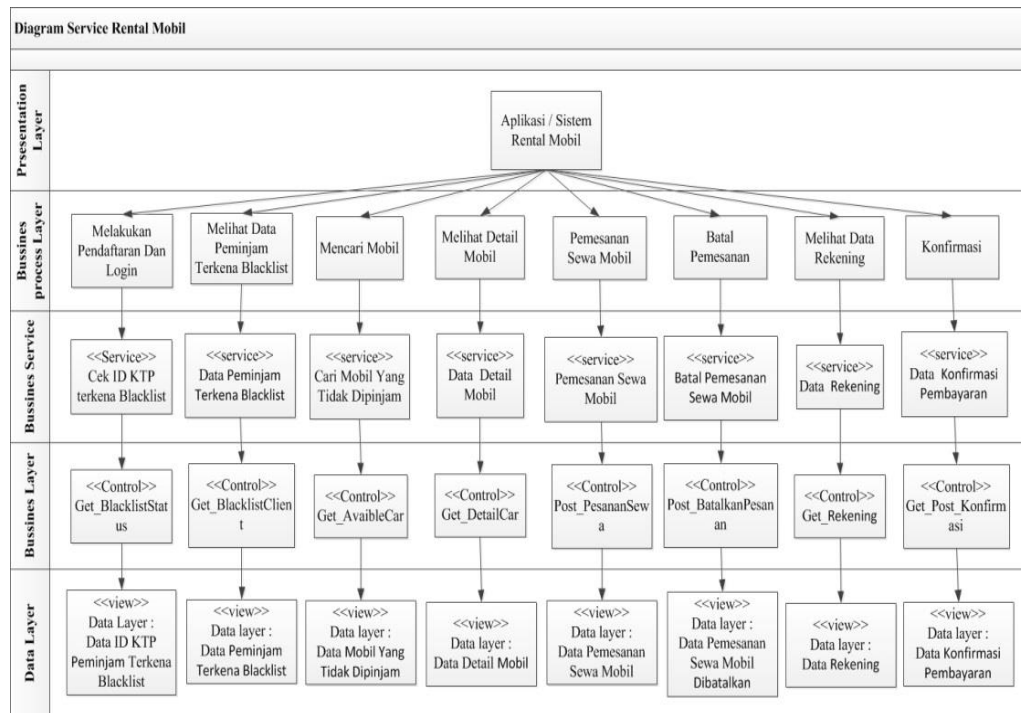 Diagram Service Rental Mobil
Prsesentation
Layer
Aplikasi / Sistem
Rental Mobil
Bussines
process Layer
Melakukan
Pendaftaran Dan
Login
Melihat Data
Peminjam
Terkena Blacklist
Mencari Mobil
Melihat Detail
Mobil
Pemesanan
Sewa Mobil
Batal
Pemesanan
Melihat Data
Rekening
Konfirmasi
Bussines Service
<<Service>>
Cek ID KTP
terkena Blacklist
<<service>>
Data Peminjam
Terkena Blacklist
<<service>>
Cari Mobil Yang
Tidak Dipinjam
<<service>>
Data Detail
Mobil
<<service>>
Pemesanan Sewa
Mobil
<<service>>
Batal Pemesanan
Sewa Mobil
<<service>>
Data Rekening
<<service>>
Data Konfirmasi
Pembayaran
Bussines Layer
<<Control>>
Get_BlacklistStat
us
<<Control>>
Get_BlacklistClien
t
<<Control>>
Get_AvaibleCar
<<Control>>
Get_DetailCar
<<Control>>
Post_PesananSew
a
<<Control>>
Post_BatalkanPesa
nan
<<Control>>
Get_Rekening
<<Control>>
Get_Post_Konfirm
asi
Data Layer
<<view>>
Data Layer :
Data ID KTP
Peminjam Terkena
Blacklist
<<view>>
Data layer :
Data Peminjam
Terkena Blacklist
<<view>>
Data layer :
Data Mobil Yang
Tidak Dipinjam
<<view>>
Data layer :
Data Detail Mobil
<<view>>
Data layer :
Data Pemesanan
Sewa Mobil
<<view>>
Data layer :
Data Pemesanan
Sewa Mobil
Dibatalkan
<<view>>
Data layer :
Data Rekening
<<view>>
Data layer :
Data Konfirmasi
Pembayaran